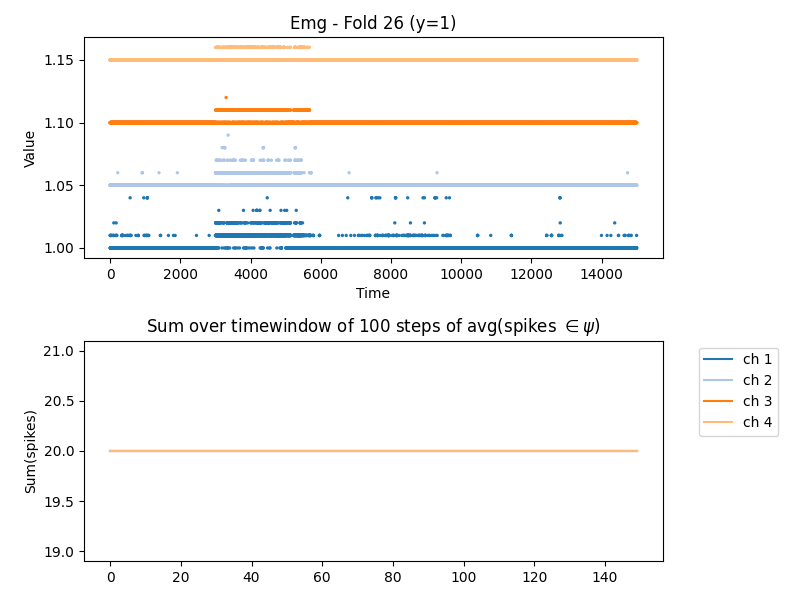 Emg - Fold 26 (y=1)
Value
1.15
1.10
1.05
1.00
0 2000 4000 6000 8000 10000 12000 14000
Time
Sum over timewindow of 100 steps of avg(spikes ∈ ψ)
Sum(spikes)
21.0
20.5
20.0
19.5
19.0
0 20 40 60 80 100 120 140
ch 1
ch 2
ch 3
ch 4